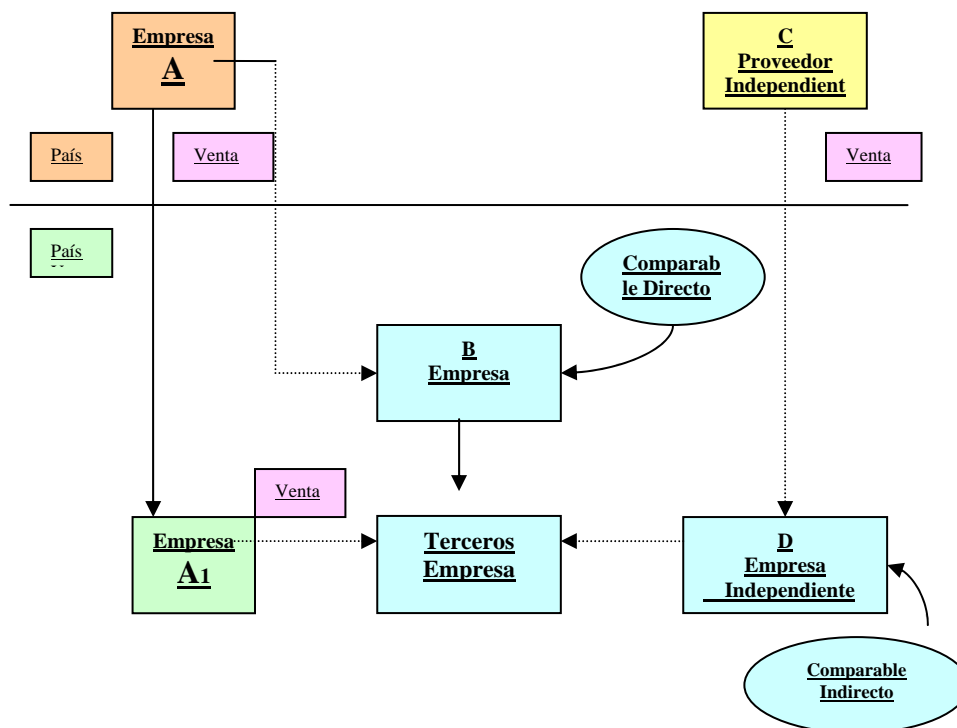 Empresa
A
C
Proveedor
Independient
País
Venta
Venta
País
Comparab
le Directo
B
Empresa
Venta
Empresa
A1
Terceros
Empresa
D
Empresa
Independiente
Comparable
Indirecto